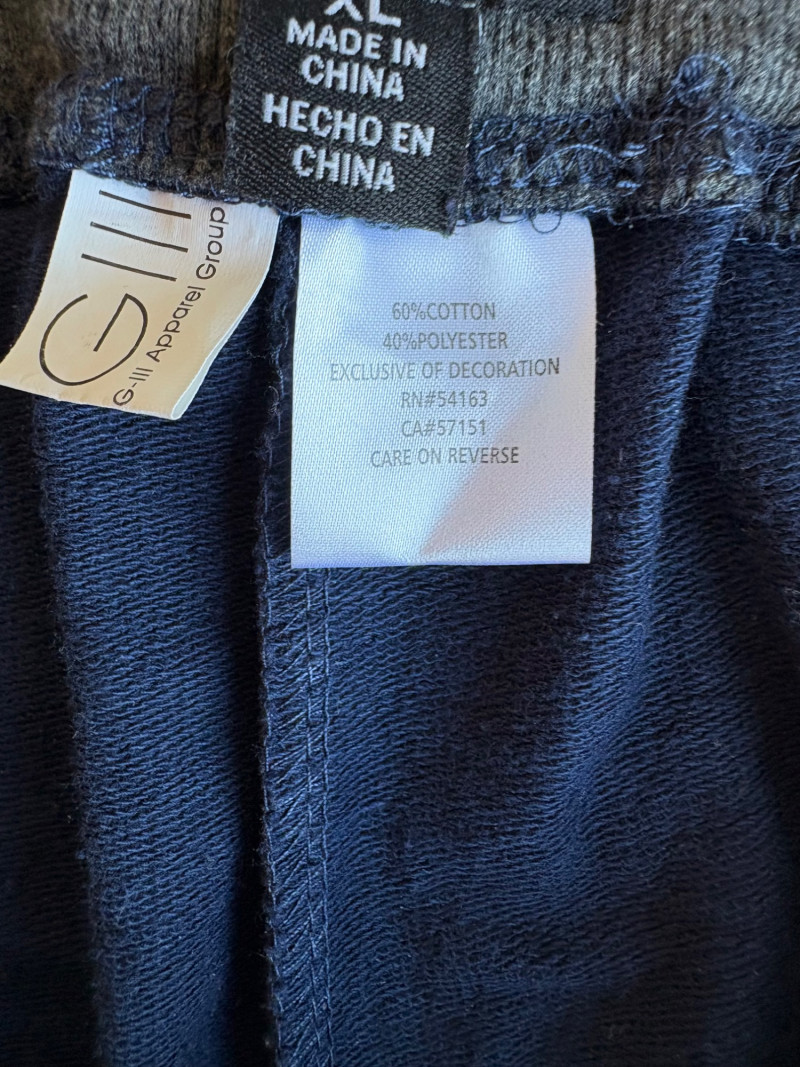 XL
MADE IN
CHINA
HECHO EN
CHINA
GIII
G-III Apparel Group
60%COTTON
40%POLYESTER
EXCLUSIVE OF DECORATION
RN#54163
CA#57151
CARE ON REVERSE